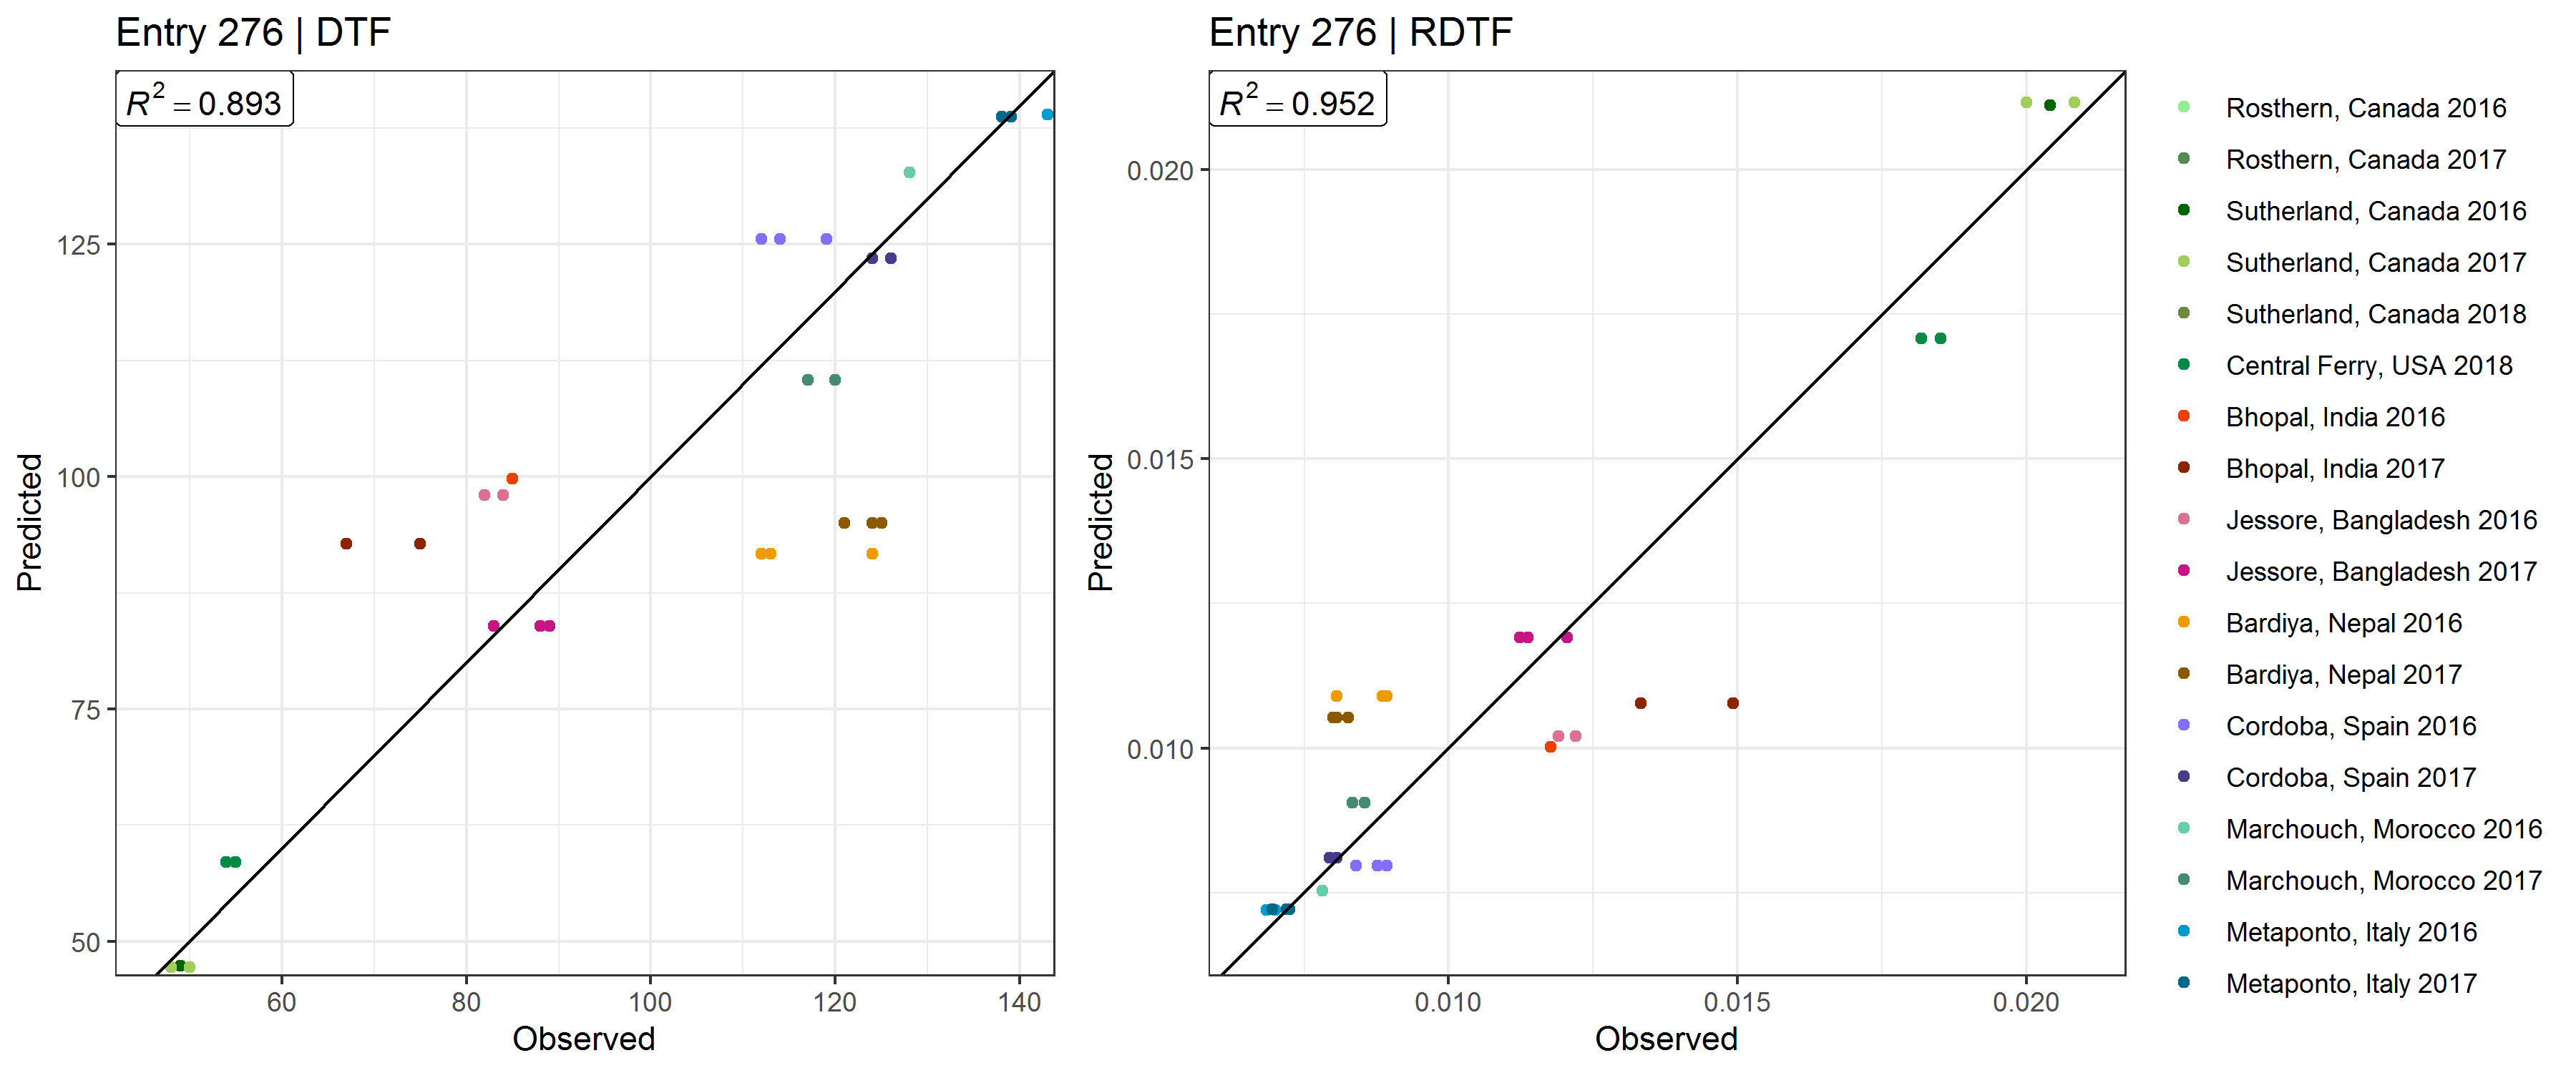 Entry 276 | DTF
R² = 0.893
125
100
75
50
60 80 100 120 140
Predicted
Observed
Entry 276 | RDTF
R² = 0.952
0.020
0.015
0.010
0.010 0.015 0.020
Predicted
Observed
Rosthern, Canada 2016
Rosthern, Canada 2017
Sutherland, Canada 2016
Sutherland, Canada 2017
Sutherland, Canada 2018
Central Ferry, USA 2018
Bhopal, India 2016
Bhopal, India 2017
Jessore, Bangladesh 2016
Jessore, Bangladesh 2017
Bardiya, Nepal 2016
Bardiya, Nepal 2017
Cordoba, Spain 2016
Cordoba, Spain 2017
Marchouch, Morocco 2016
Marchouch, Morocco 2017
Metaponto, Italy 2016
Metaponto, Italy 2017